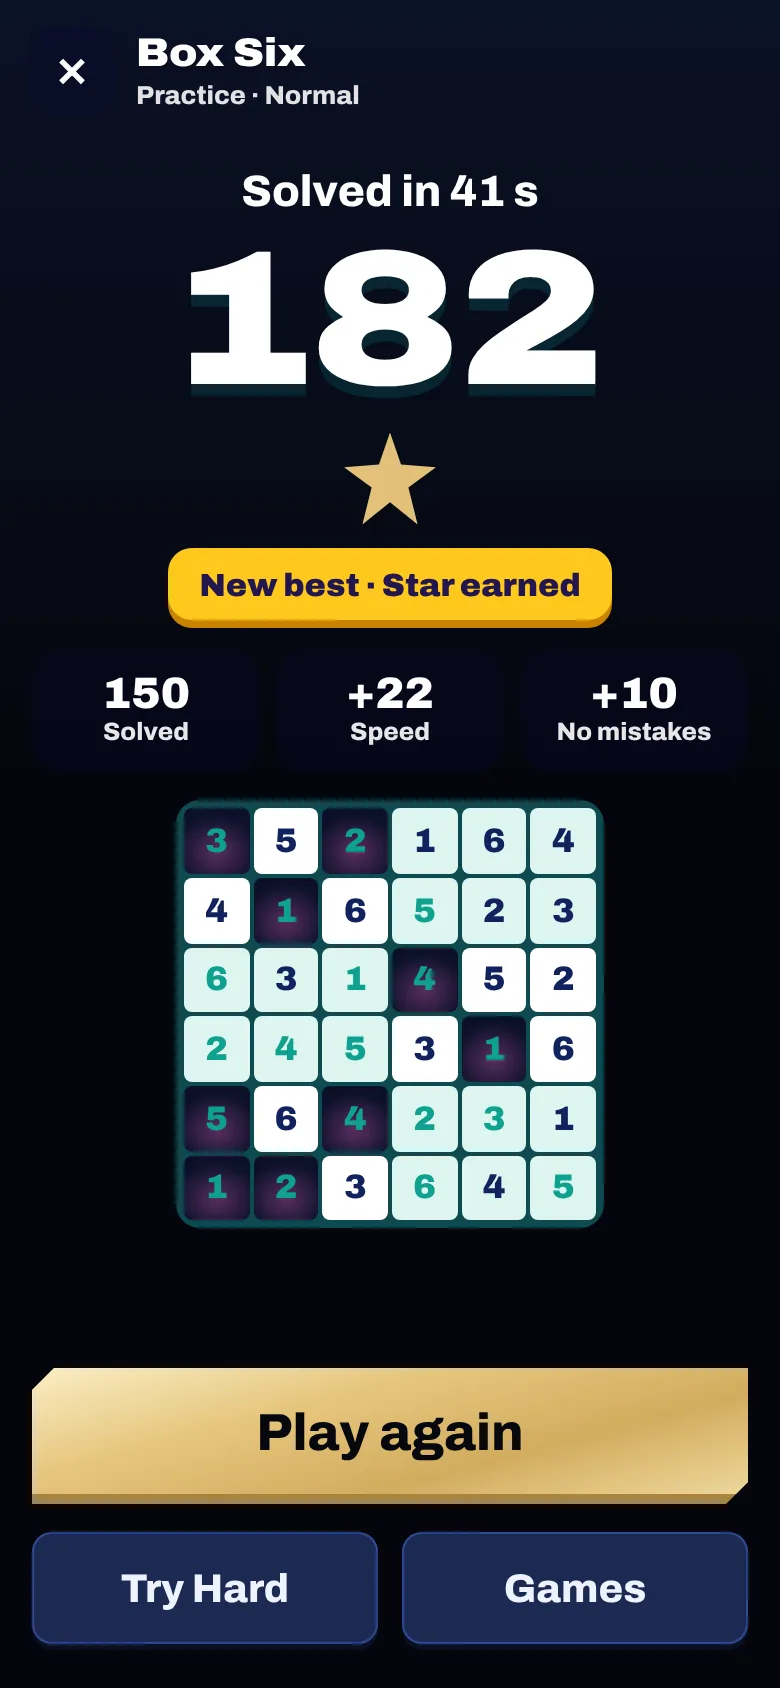 ×
Box Six
Practice · Normal
Solved in 41 s
182
New best · Star earned
150 +22 +10
Solved Speed No mistakes
3 5 2 1 6 4
4 1 6 5 2 3
6 3 1 4 5 2
2 4 5 3 1 6
5 6 4 2 3 1
1 2 3 6 4 5
Play again
Try Hard Games